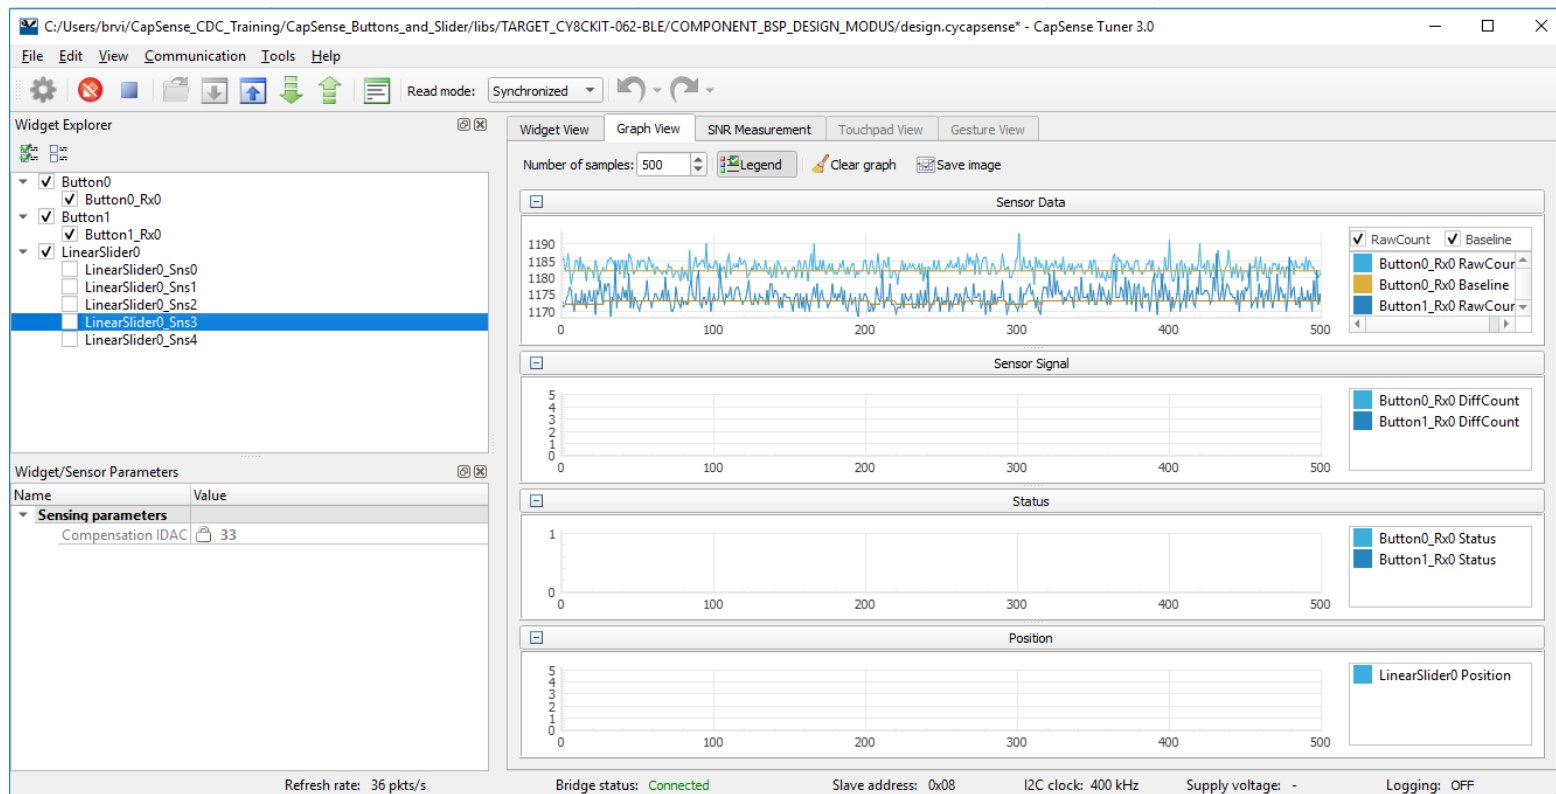 C:/Users/brvi/CapSense_CDC_Training/CapSense_Buttons_and_Slider/libs/TARGET_CY8CKIT-062-BLE/COMPONENT_BSP_DESIGN_MODUS/design.cycapsense* - CapSense Tuner 3.0
File Edit View Communication Tools Help
Read mode: Synchronized
Widget Explorer
Button0
Button0_Rx0
Button1
Button1_Rx0
LinearSlider0
LinearSlider0_Sns0
LinearSlider0_Sns1
LinearSlider0_Sns2
LinearSlider0_Sns3
LinearSlider0_Sns4
Widget/Sensor Parameters
Name Value
Sensing parameters
Compensation IDAC 33
Widget View Graph View SNR Measurement Touchpad View Gesture View
Number of samples: 500 Legend Clear graph Save image
Sensor Data
1190
1185
1180
1175
1170
0 100 200 300 400 500
RawCount Baseline
Button0_Rx0 RawCour
Button0_Rx0 Baseline
Button1_Rx0 RawCour
Sensor Signal
5
4
3
2
1
0
0 100 200 300 400 500
Button0_Rx0 DiffCount
Button1_Rx0 DiffCount
Status
1
0
0 100 200 300 400 500
Button0_Rx0 Status
Button1_Rx0 Status
Position
5
4
3
2
1
0
0 100 200 300 400 500
LinearSlider0 Position
Refresh rate: 36 pkts/s Bridge status: Connected Slave address: 0x08 I2C clock: 400 kHz Supply voltage: - Logging: OFF